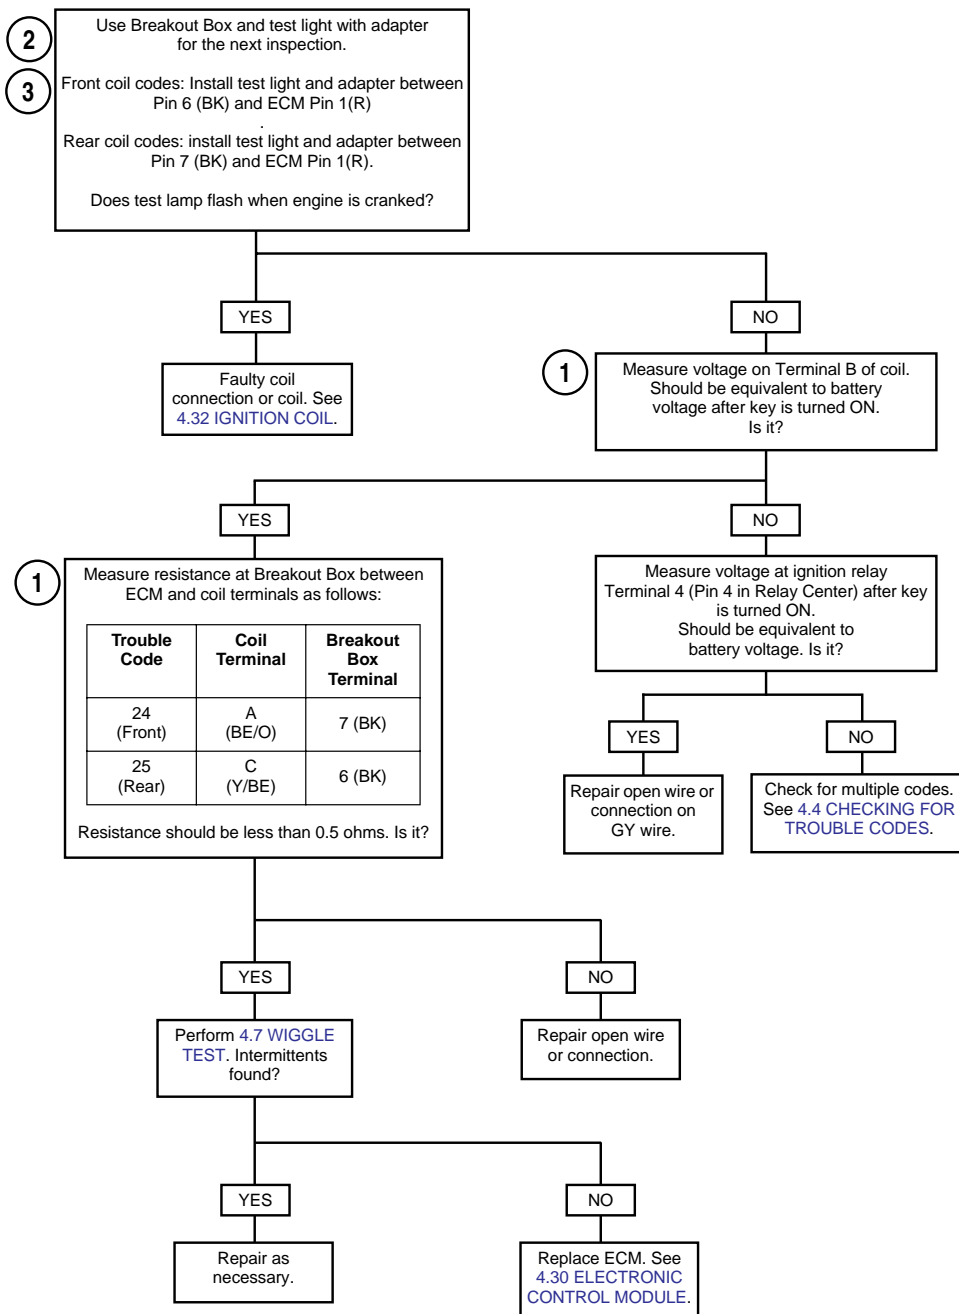 2
Use Breakout Box and test light with adapter
for the next inspection.
3
Front coil codes: Install test light and adapter between
Pin 6 (BK) and ECM Pin 1(R)
.
Rear coil codes: install test light and adapter between
Pin 7 (BK) and ECM Pin 1(R).
Does test lamp flash when engine is cranked?
YES
NO
Faulty coil
connection or coil. See
4.32 IGNITION COIL.
1
Measure voltage on Terminal B of coil.
Should be equivalent to battery
voltage after key is turned ON.
Is it?
YES
NO
1
Measure resistance at Breakout Box between
ECM and coil terminals as follows:
Trouble
Code
Coil
Terminal
Breakout
Box
Terminal
24
(Front)
A
(BE/O)
7 (BK)
25
(Rear)
C
(Y/BE)
6 (BK)
Resistance should be less than 0.5 ohms. Is it?
Measure voltage at ignition relay
Terminal 4 (Pin 4 in Relay Center) after key
is turned ON.
Should be equivalent to
battery voltage. Is it?
YES
NO
Repair open wire or
connection on
GY wire.
Check for multiple codes.
See 4.4 CHECKING FOR
TROUBLE CODES.
YES
NO
Perform 4.7 WIGGLE
TEST. Intermittents
found?
Repair open wire
or connection.
YES
NO
Repair as
necessary.
Replace ECM. See
4.30 ELECTRONIC
CONTROL MODULE.